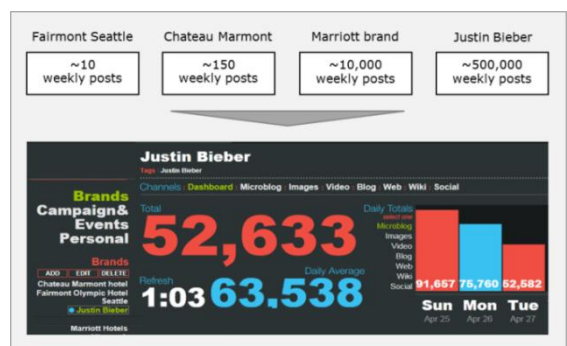 Fairmont Seattle
~10
weekly posts
Chateau Marmont
~150
weekly posts
Marriott brand
~10,000
weekly posts
Justin Bieber
~500,000
weekly posts
Justin Bieber
Tags : Justin Bieber
Channels : Dashboard : Microblog : Images : Video : Blog : Web : Wiki : Social
Brands
Campaign&
Events
Personal
Brands
ADD EDIT DELETE
Chateau Marmont hotel
Fairmont Olympic Hotel
Seattle
Justin Bieber
Marriott Hotels
Total
52,633
Refresh
1:03
Daily Average
63,538
Daily Totals
select one
Microblog
Images
Video
Blog
Web
Wiki
Social
91,657 75,760 52,582
Sun Mon Tue
Apr 25 Apr 26 Apr 27